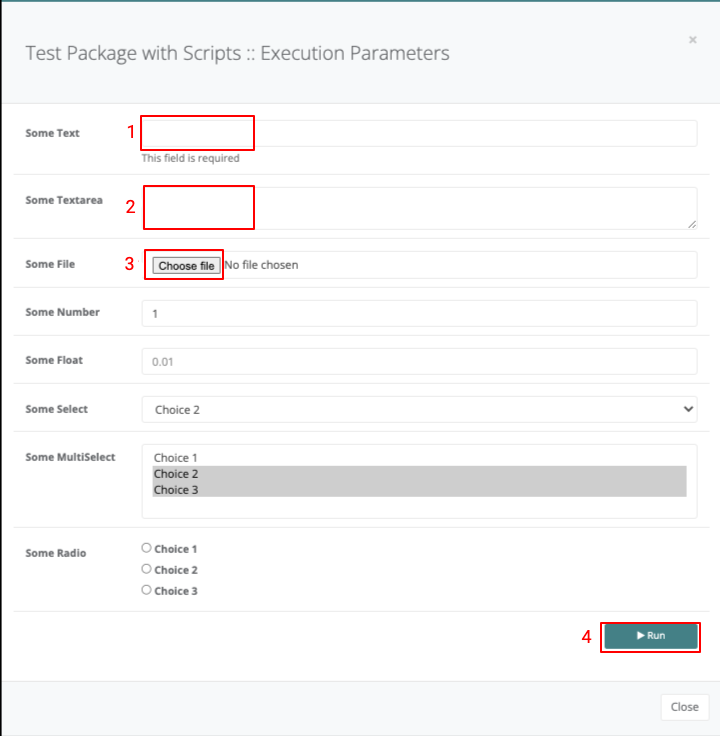 ×
Test Package with Scripts :: Execution Parameters
Some Text 1
This field is required
Some Textarea 2
Some File 3 Choose file No file chosen
Some Number 1
Some Float 0.01
Some Select Choice 2
Some MultiSelect Choice 1
Choice 2
Choice 3
Some Radio Choice 1
Choice 2
Choice 3
4 Run
Close